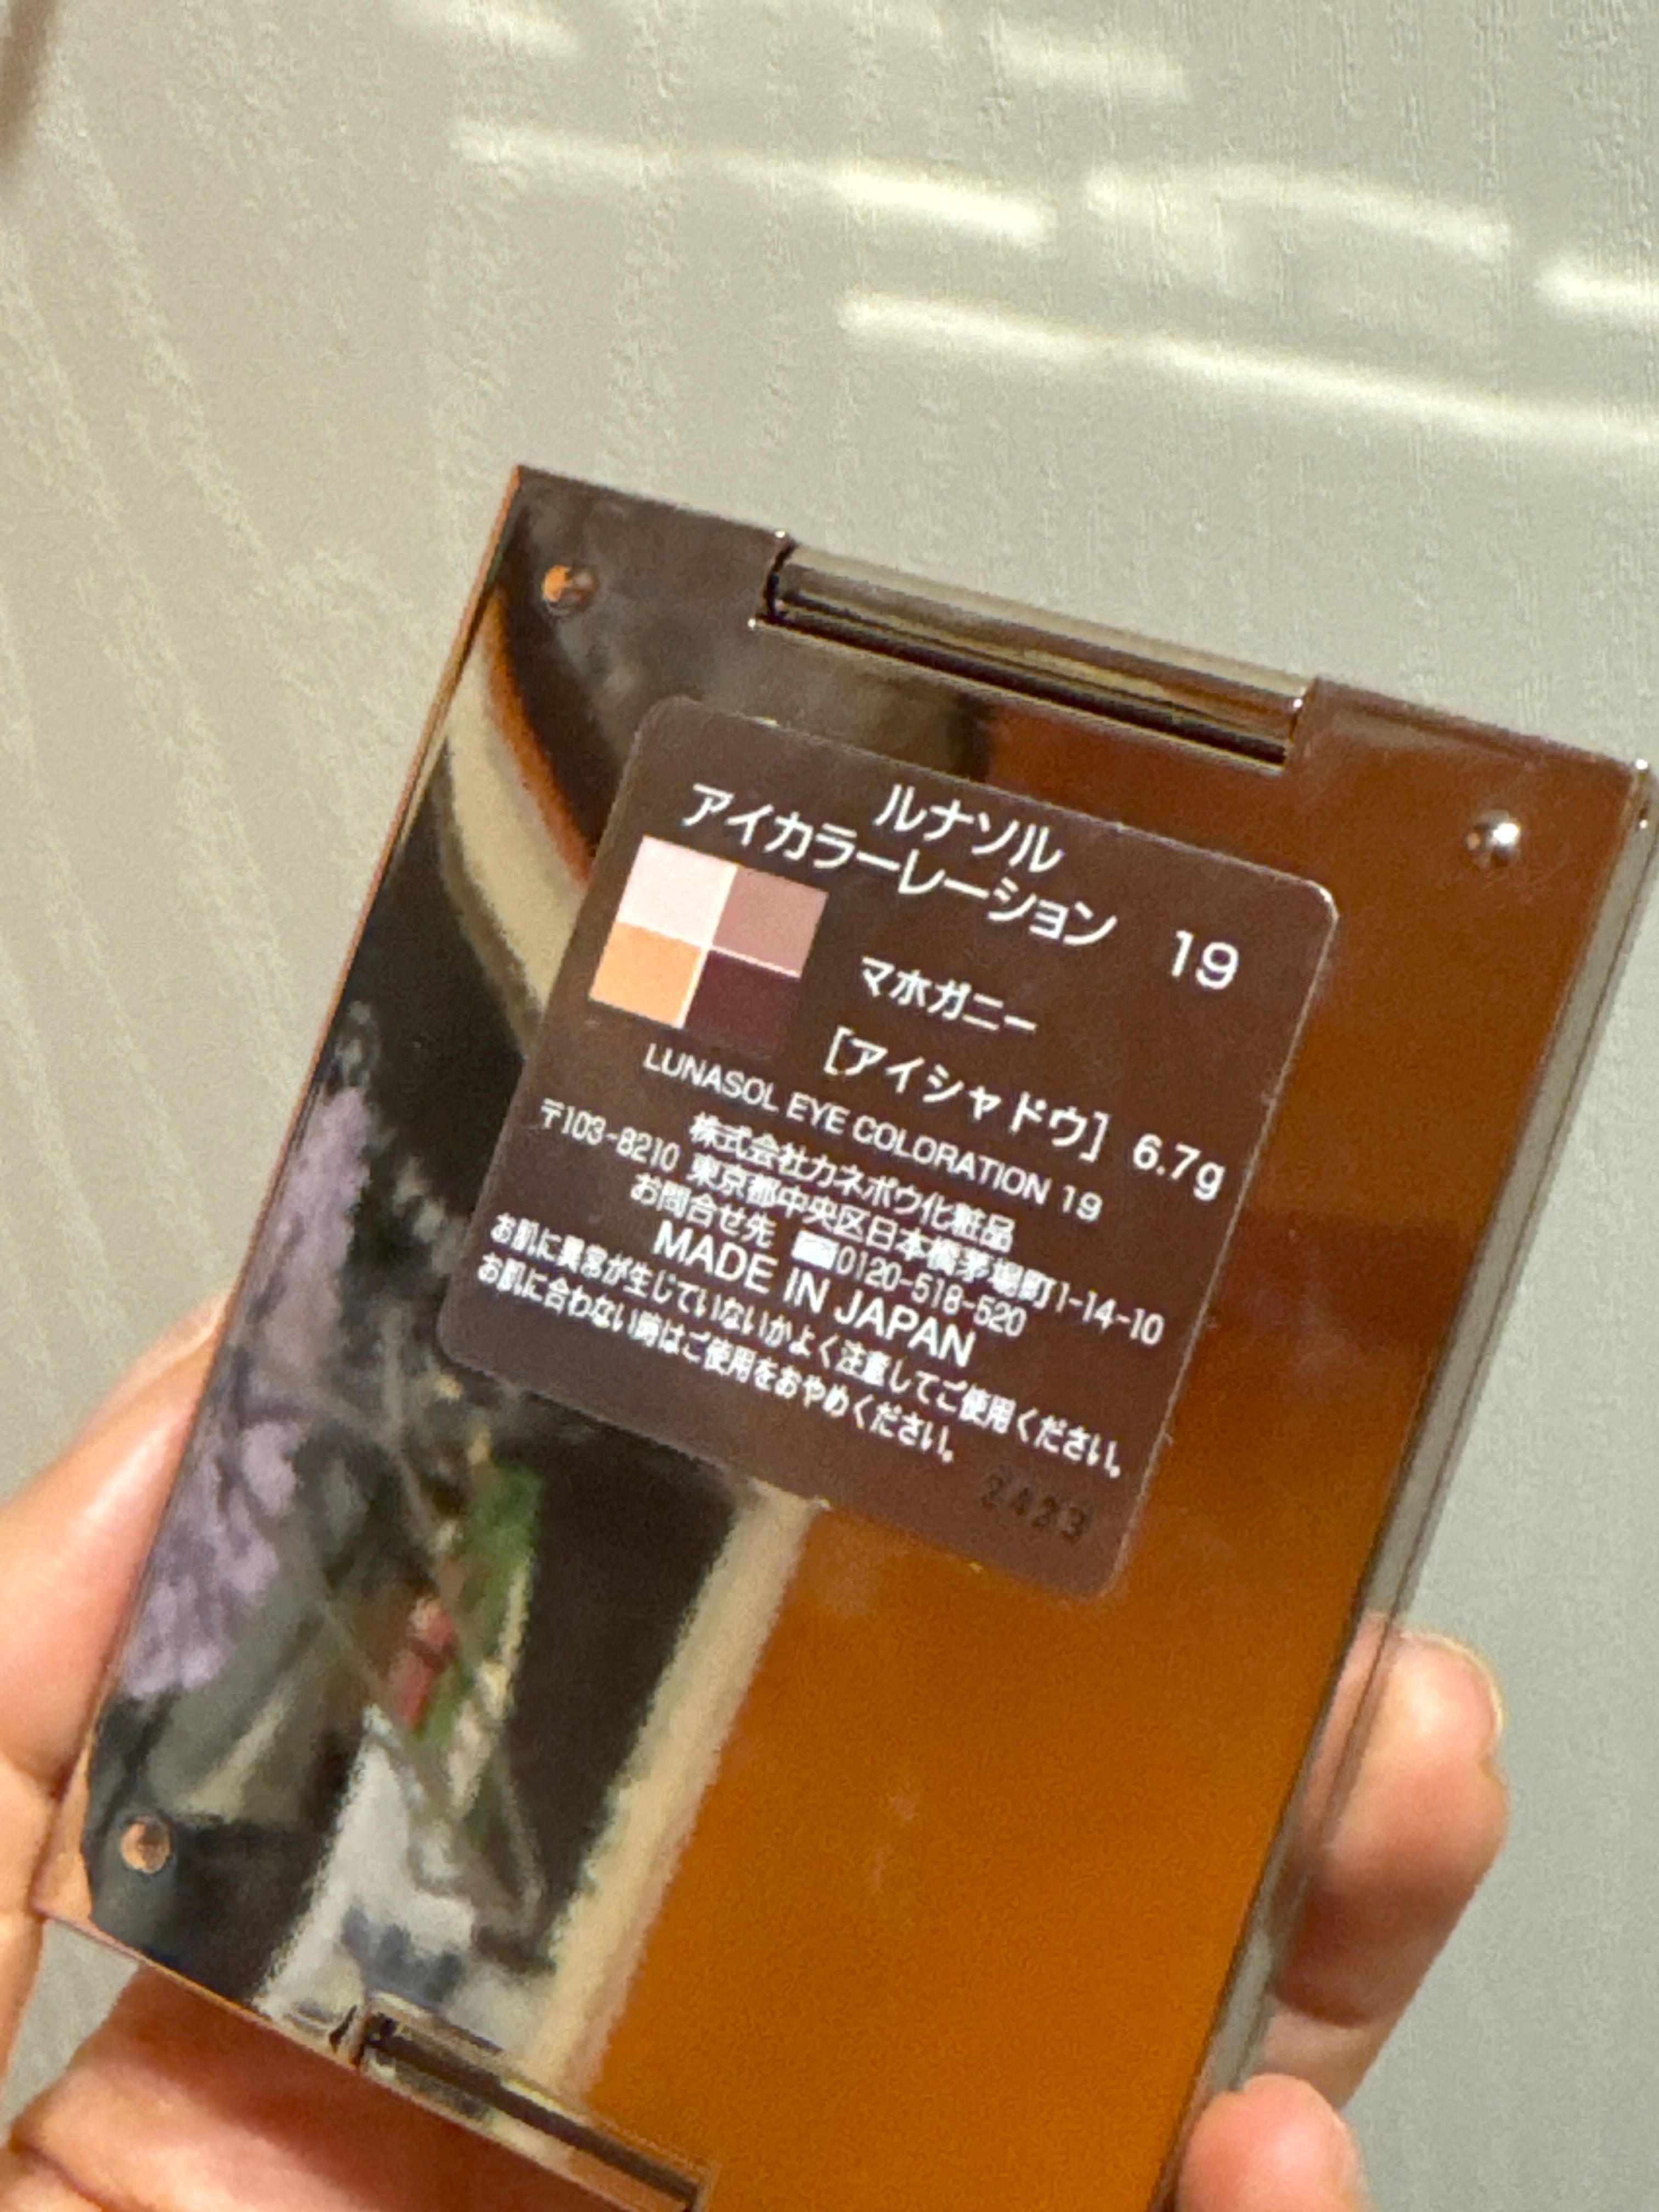 ルナソル
アイカラーレーション 19
マホガニー
[アイシャドウ] 6.7g
LUNASOL EYE COLORATION 19
株式会社カネボウ化粧品
〒103-8210 東京都中央区日本橋茅場町1-14-10
お問合せ先 0120-518-520
MADE IN JAPAN
お肌に異常が生じていないかよく注意してご使用ください。
お肌に合わない時はご使用をおやめください。
2423